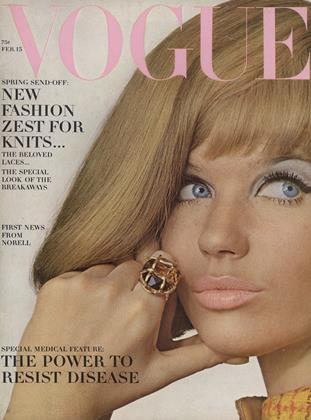 VOGUE
75¢
FEB. 15
SPRING SEND-OFF:
NEW
FASHION
ZEST FOR
KNITS...
THE BELOVED
LACES...
THE SPECIAL
LOOK OF THE
BREAKAWAYS
FIRST NEWS
FROM
NORELL
SPECIAL MEDICAL FEATURE:
THE POWER TO
RESIST DISEASE